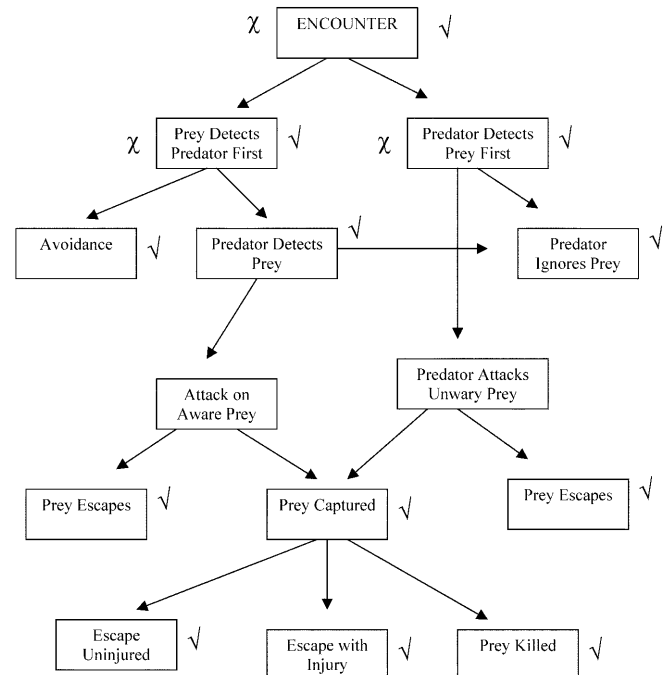 χ ENCOUNTER √
χ Prey Detects √
Predator First
χ Predator Detects √
Prey First
Avoidance √
Predator Detects √
Prey
Predator √
Ignores Prey
Attack on
Aware Prey
Predator Attacks
Unwary Prey
Prey Escapes √
Prey Captured √
Prey Escapes √
Escape √
Uninjured
Escape with √
Injury
Prey Killed √